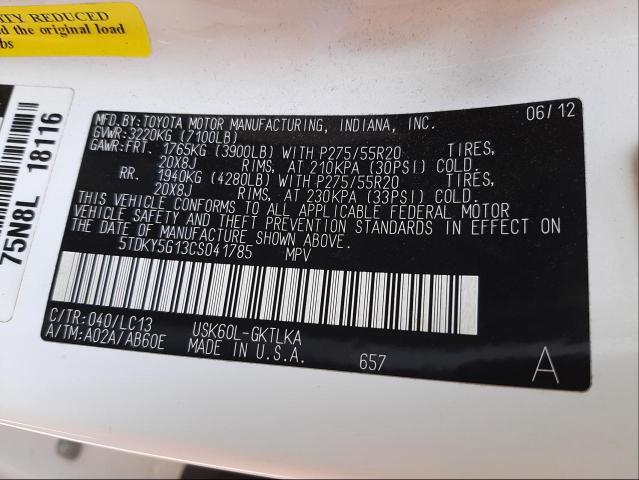 ITY REDUCED
d the original load
bs
75N8L 18116
MFD.BY:TOYOTA MOTOR MANUFACTURING, INDIANA, INC. 06/12
GVWR:3220KG (7100LB)
GAWR:FRT. 1765KG (3900LB) WITH P275/55R20 TIRES,
20X8J RIMS, AT 210KPA (30PSI) COLD.
RR. 1940KG (4280LB) WITH P275/55R20 TIRES,
20X8J RIMS, AT 230KPA (33PSI) COLD.
THIS VEHICLE CONFORMS TO ALL APPLICABLE FEDERAL MOTOR
VEHICLE SAFETY AND THEFT PREVENTION STANDARDS IN EFFECT ON
THE DATE OF MANUFACTURE SHOWN ABOVE.
5TDKY5G13CS041785 MPV
C/TR:040/LC13 USK60L-GKTLKA
A/TM:A02A/AB60E MADE IN U.S.A. 657 A